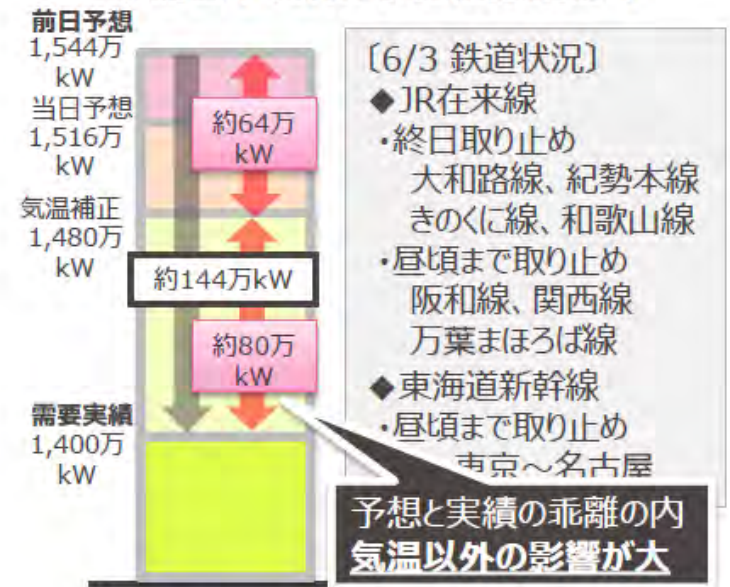 前日予想
1,544万
kW
当日予想
1,516万
kW
気温補正
1,480万
kW
需要実績
1,400万
kW
約64万
kW
約144万kW
約80万
kW
〔6/3 鉄道状況〕
◆JR在来線
・終日取り止め
大和路線、紀勢本線
きのくに線、和歌山線
・昼頃まで取り止め
阪和線、関西線
万葉まほろば線
◆東海道新幹線
・昼頃まで取り止め
東京～名古屋
予想と実績の乖離の内
気温以外の影響が大